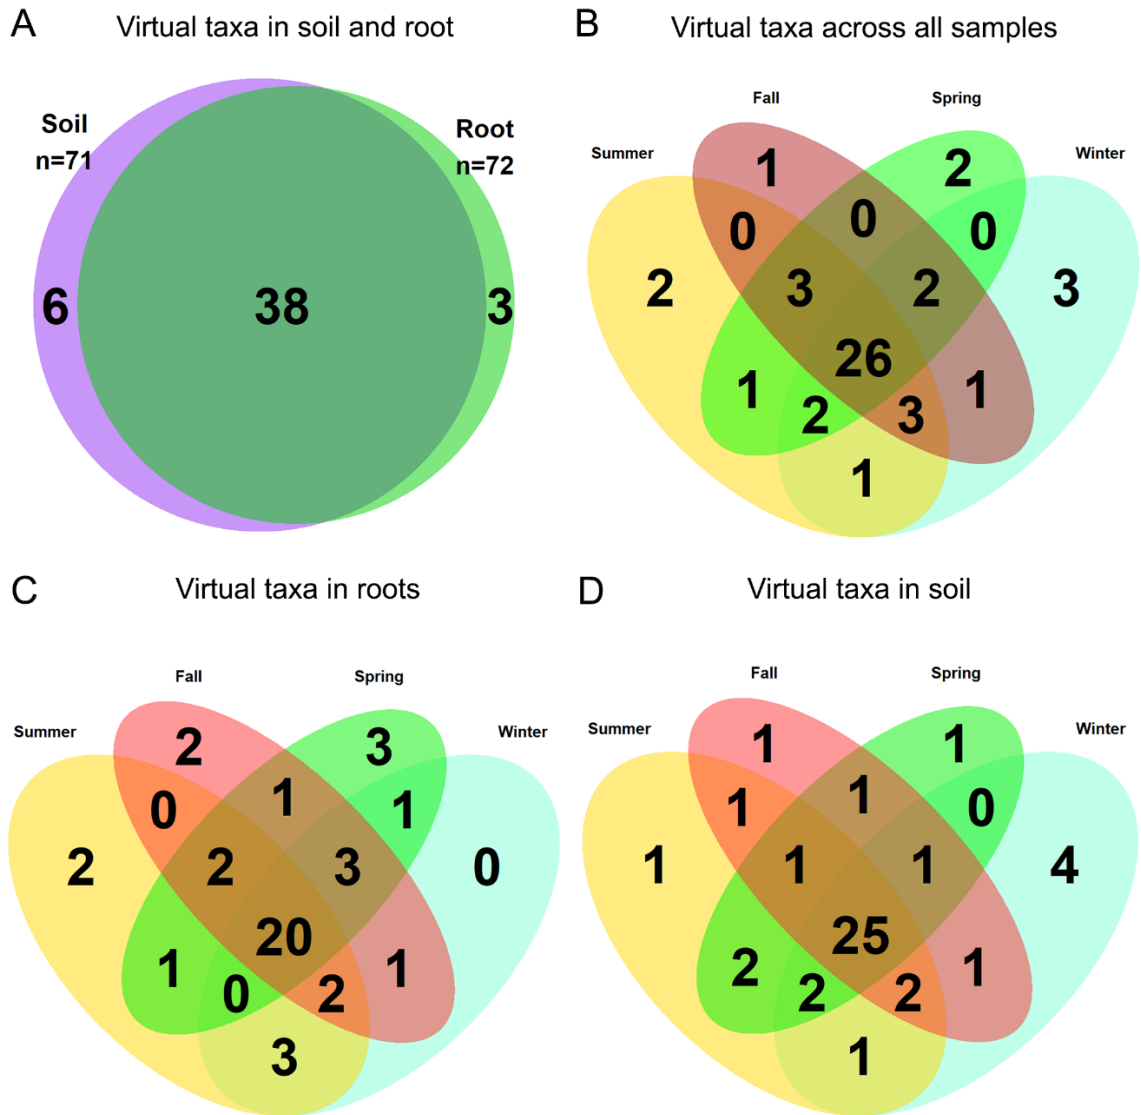 A Virtual taxa in soil and root
Soil
n=71
Root
n=72
6 38 3
B Virtual taxa across all samples
Fall Spring
Summer Winter
1 2
0 0 0
2 3 2 3
26
1 2 3 1
1
C Virtual taxa in roots
Fall Spring
Summer Winter
2 3
0 1 1
2 2 3 0
20
1 0 2 1
3
D Virtual taxa in soil
Fall Spring
Summer Winter
1 1
1 1 0
1 1 1 4
25
2 2 2 1
1